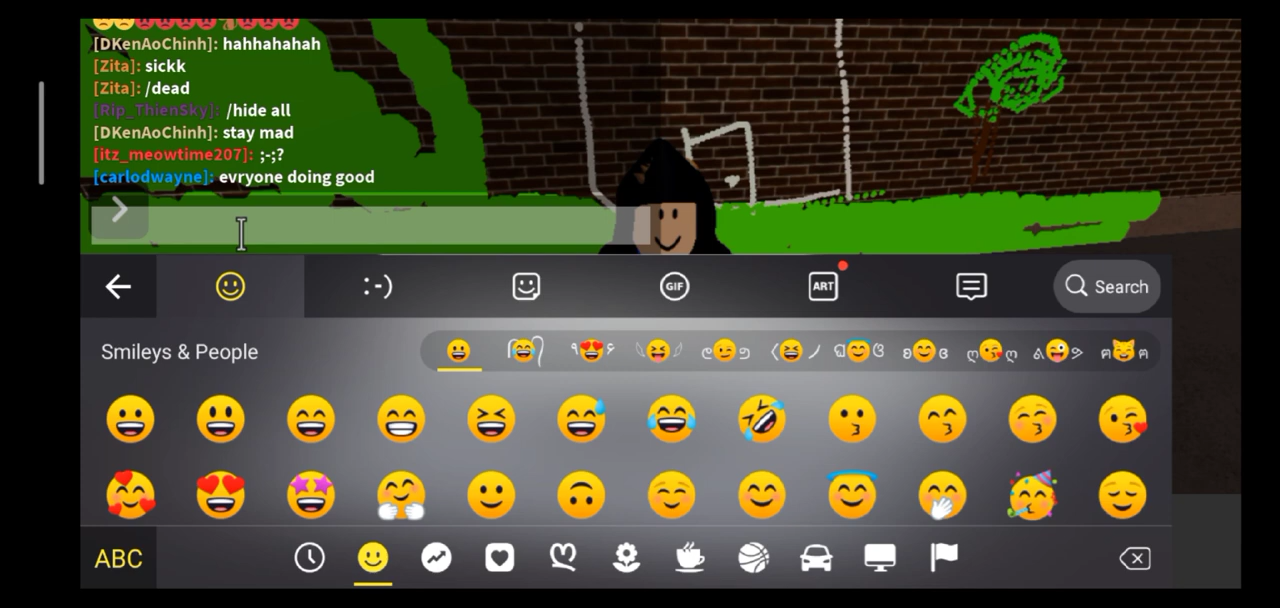 [DKenAoChinh]: hahhahahah
[Zita]: sickk
[Zita]: /dead
[Rip_ThienSky]: /hide all
[DKenAoChinh]: stay mad
[itz_meowtime207]: ;-;?
[carlodwayne]: evryone doing good
:-)
GIF
ART
Search
Smileys & People
ABC